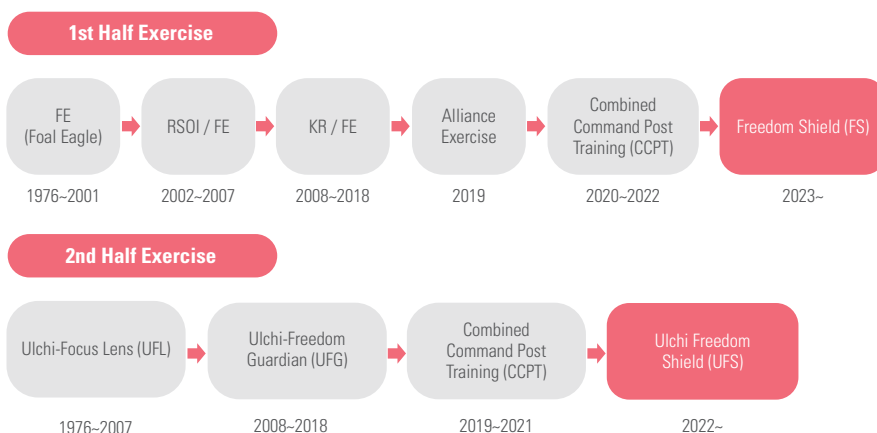 1st Half Exercise
FE
(Foal Eagle)
RSOI / FE
KR / FE
Alliance
Exercise
Combined
Command Post
Training (CCPT)
Freedom Shield (FS)
1976~2001
2002~2007
2008~2018
2019
2020~2022
2023~
2nd Half Exercise
Ulchi-Focus Lens (UFL)
Ulchi-Freedom
Guardian (UFG)
Combined
Command Post
Training (CCPT)
Ulchi Freedom
Shield (UFS)
1976~2007
2008~2018
2019~2021
2022~